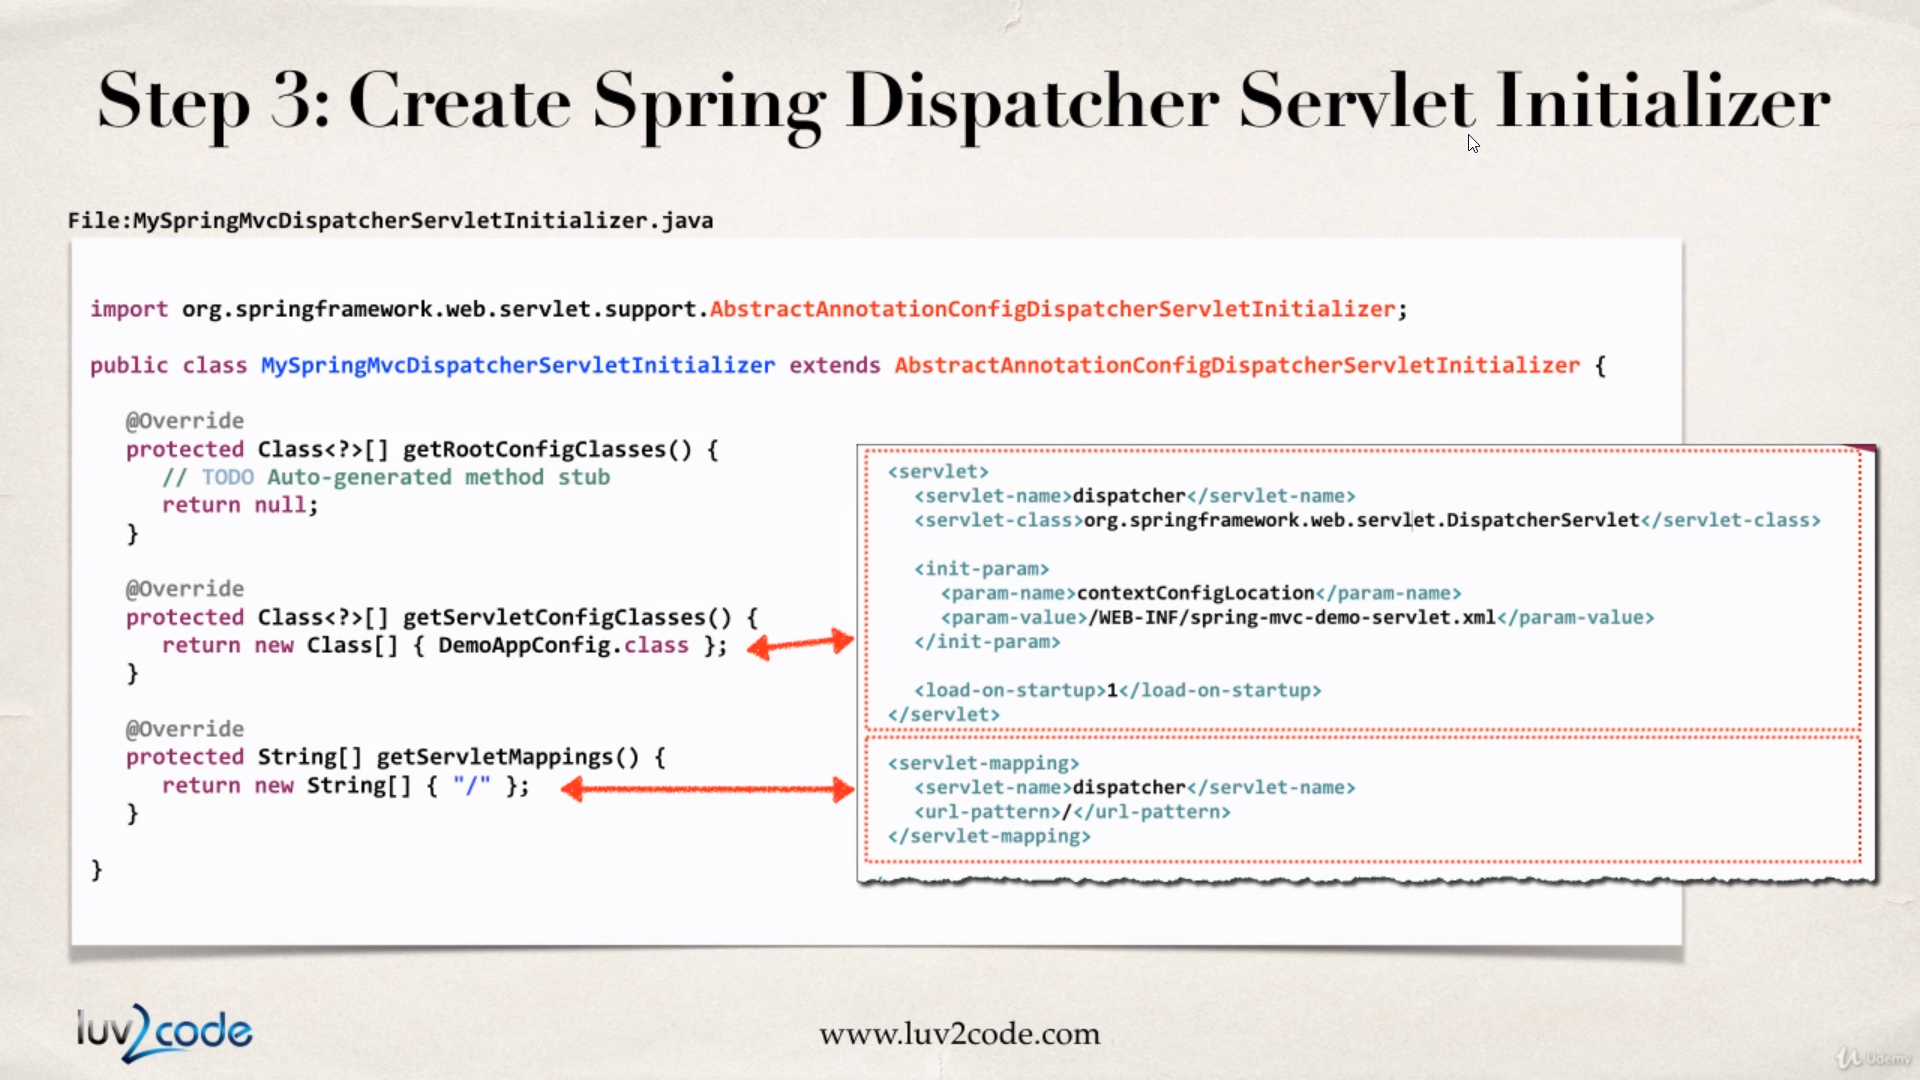 Step 3: Create Spring Dispatcher Servlet Initializer
File:MySpringMvcDispatcherServletInitializer.java
import org.springframework.web.servlet.support.AbstractAnnotationConfigDispatcherServletInitializer;
public class MySpringMvcDispatcherServletInitializer extends AbstractAnnotationConfigDispatcherServletInitializer {
@Override
protected Class<?>[] getRootConfigClasses() {
// TODO Auto-generated method stub
return null;
}
@Override
protected Class<?>[] getServletConfigClasses() {
return new Class[] { DemoAppConfig.class };
}
@Override
protected String[] getServletMappings() {
return new String[] { "/" };
}
}
<servlet>
<servlet-name>dispatcher</servlet-name>
<servlet-class>org.springframework.web.servlet.DispatcherServlet</servlet-class>
<init-param>
<param-name>contextConfigLocation</param-name>
<param-value>/WEB-INF/spring-mvc-demo-servlet.xml</param-value>
</init-param>
<load-on-startup>1</load-on-startup>
</servlet>
<servlet-mapping>
<servlet-name>dispatcher</servlet-name>
<url-pattern>/</url-pattern>
</servlet-mapping>
luv2code
www.luv2code.com
Udemy